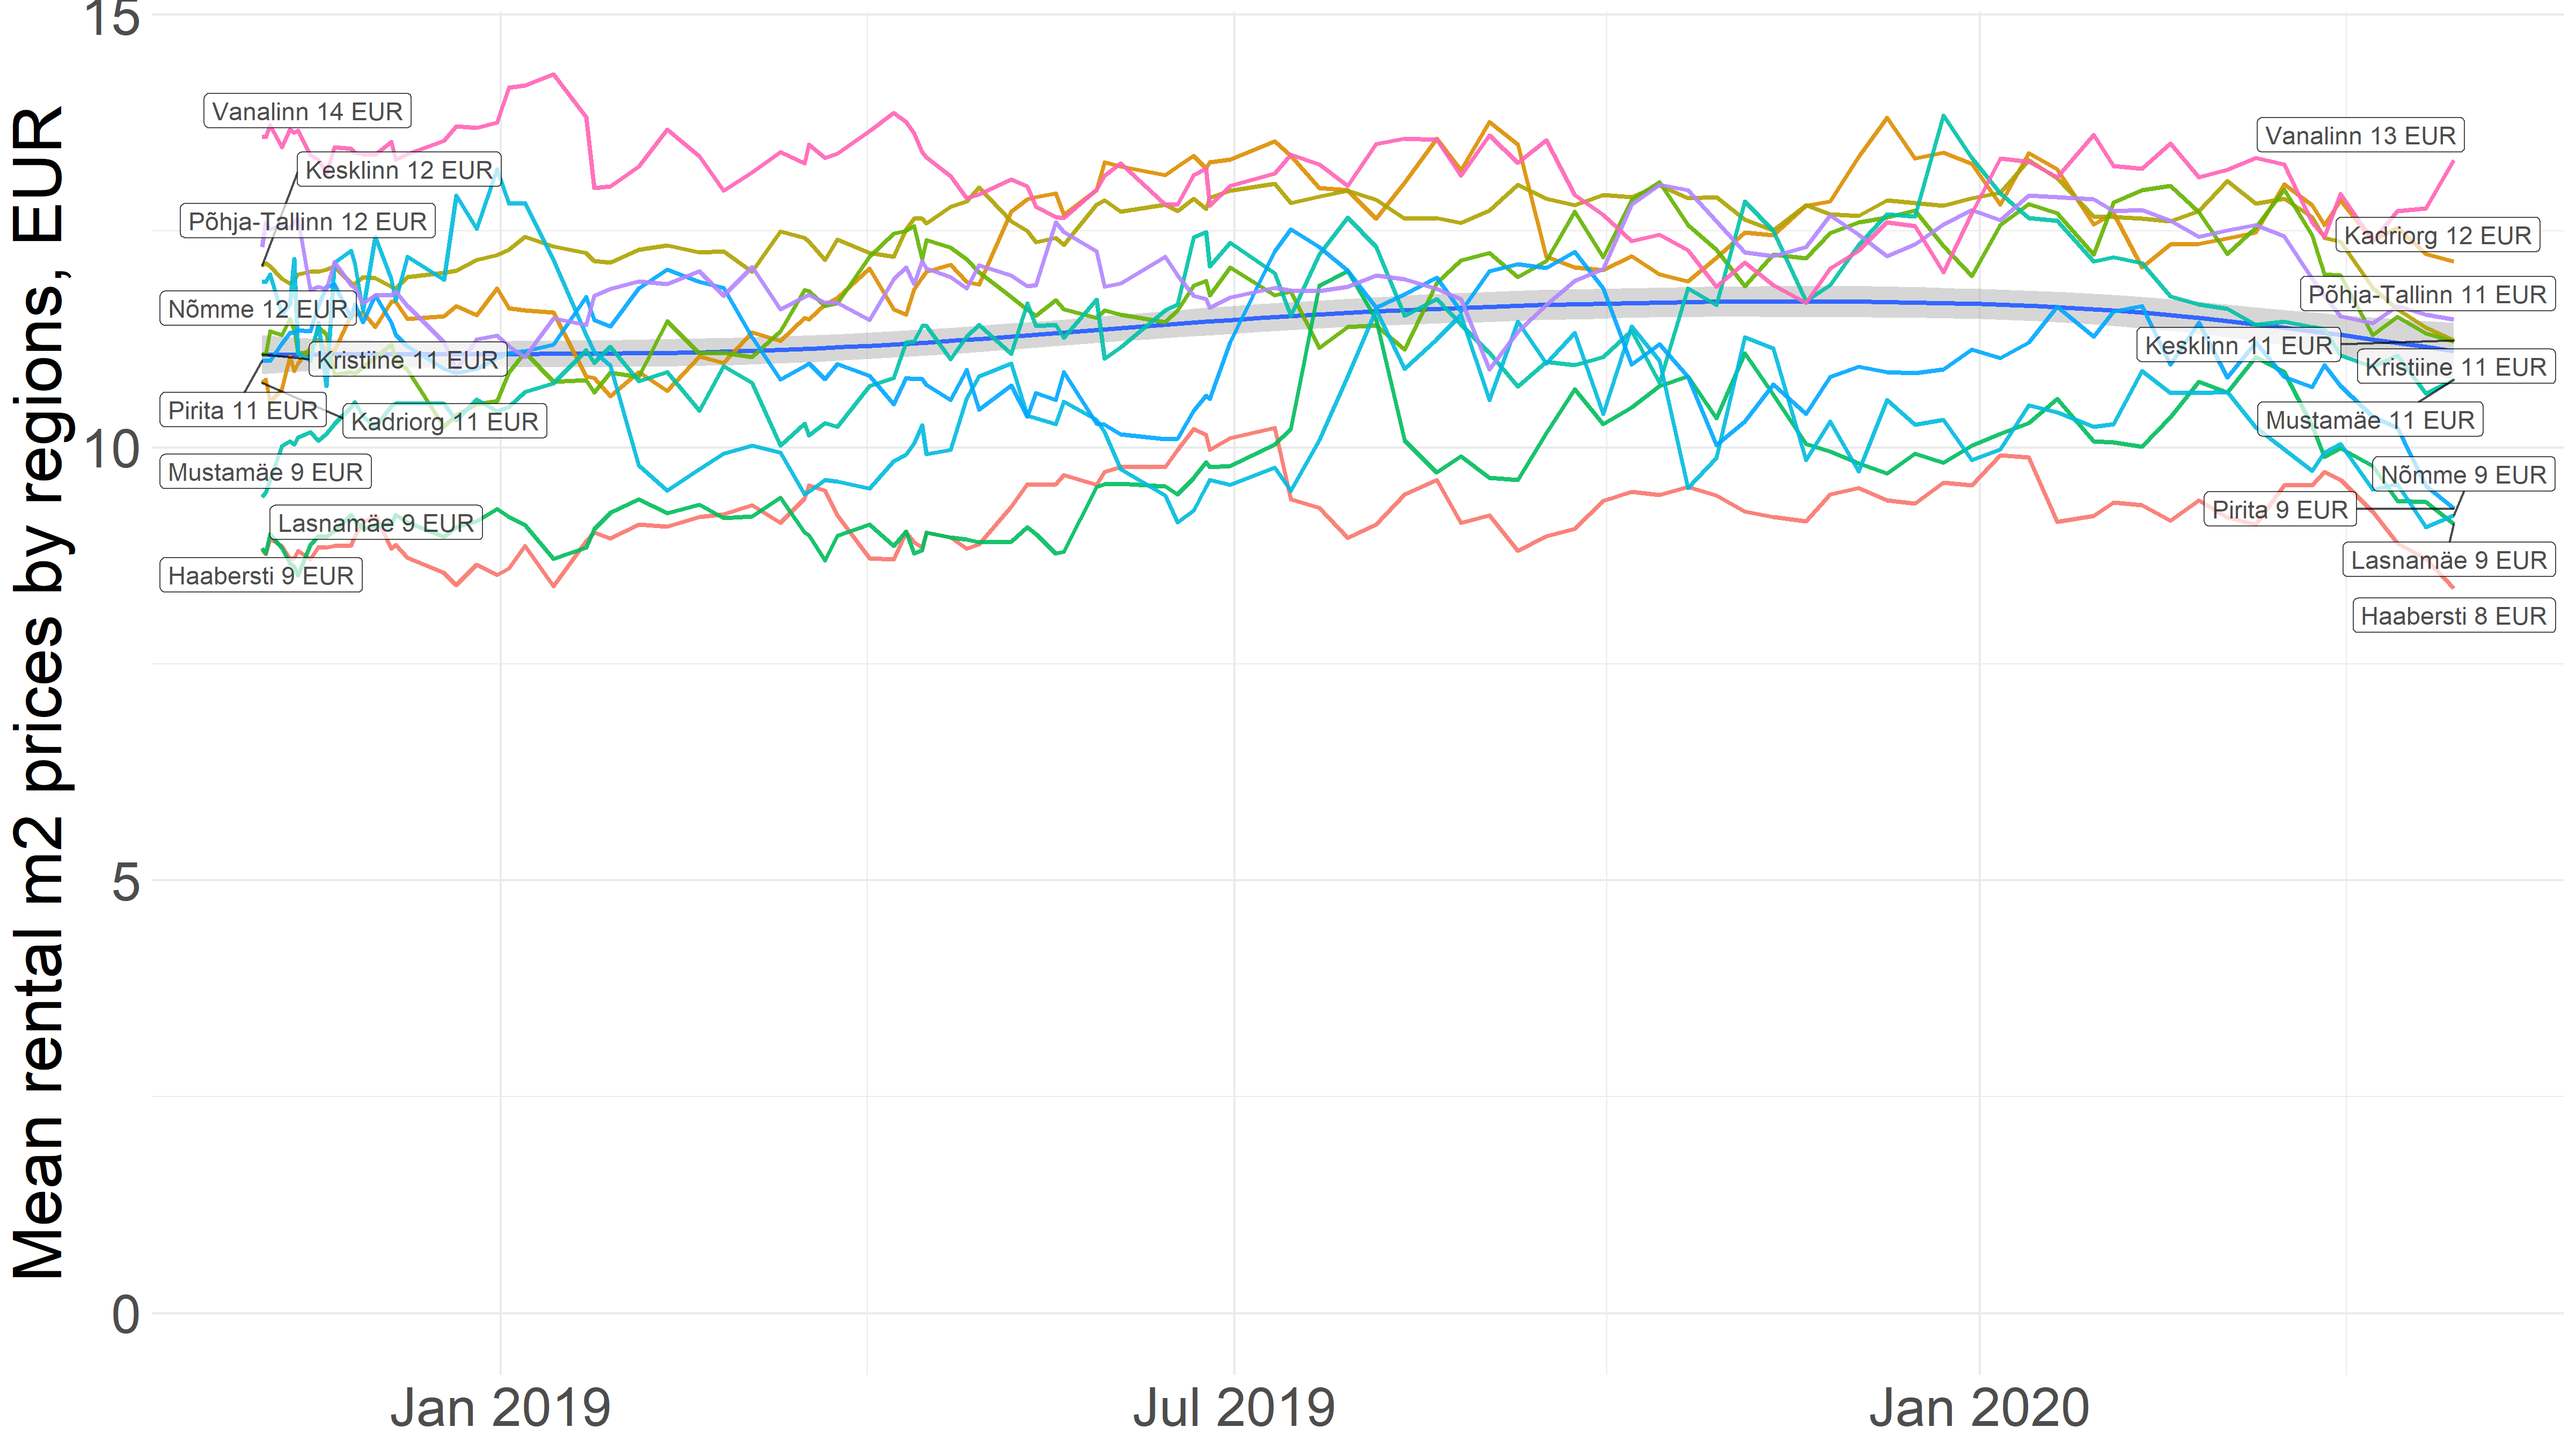 Mean rental m2 prices by regions, EUR
15
10
5
0
Vanalinn 14 EUR
Kesklinn 12 EUR
Põhja-Tallinn 12 EUR
Nõmme 12 EUR
Kristiine 11 EUR
Pirita 11 EUR
Kadriorg 11 EUR
Mustamäe 9 EUR
Lasnamäe 9 EUR
Haabersti 9 EUR
Vanalinn 13 EUR
Kadriorg 12 EUR
Põhja-Tallinn 11 EUR
Kesklinn 11 EUR
Kristiine 11 EUR
Mustamäe 11 EUR
Nõmme 9 EUR
Pirita 9 EUR
Lasnamäe 9 EUR
Haabersti 8 EUR
Jan 2019
Jul 2019
Jan 2020